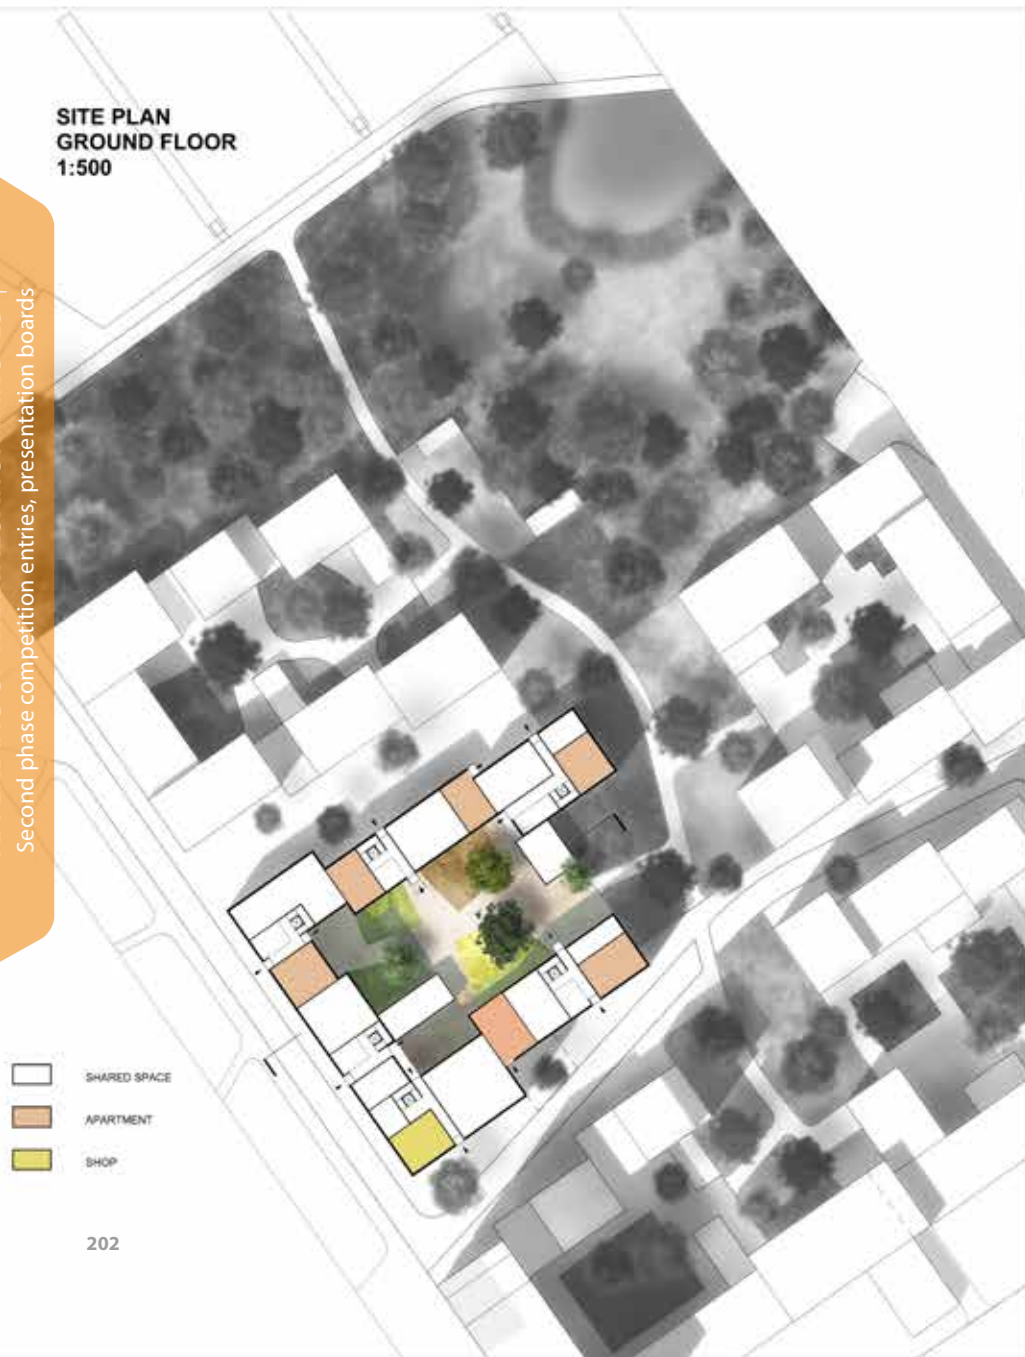 SITE PLAN
GROUND FLOOR
1:500
Second phase competition entries, presentation boards
SHARED SPACE
APARTMENT
SHOP
202